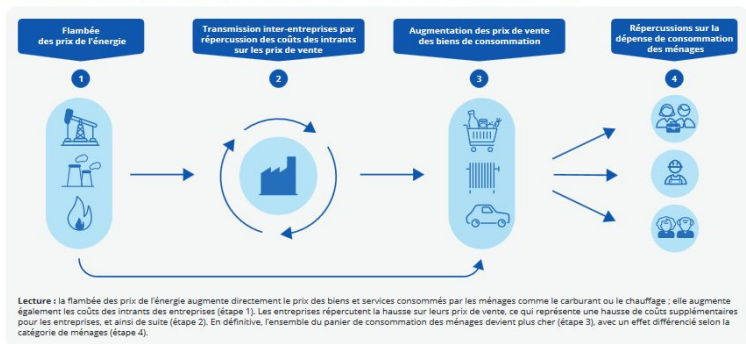 Flambée
des prix de l'énergie
Transmission inter-entreprises par
répercussion des coûts des intrants
sur les prix de vente
Augmentation des prix de vente
des biens de consommation
Répercussions sur la
dépense de consommation
des ménages
1
2
3
4
Lecture : la flambée des prix de l'énergie augmente directement le prix des biens et services consommés par les ménages comme le carburant ou le chauffage ; elle augmente
également les coûts des intrants des entreprises (étape 1). Les entreprises répercutent la hausse sur leurs prix de vente, ce qui représente une hausse de coûts supplémentaires
pour les entreprises, et ainsi de suite (étape 2). En définitive, l'ensemble du panier de consommation des ménages devient plus cher (étape 3), avec un effet différencié selon la
catégorie de ménages (étape 4).